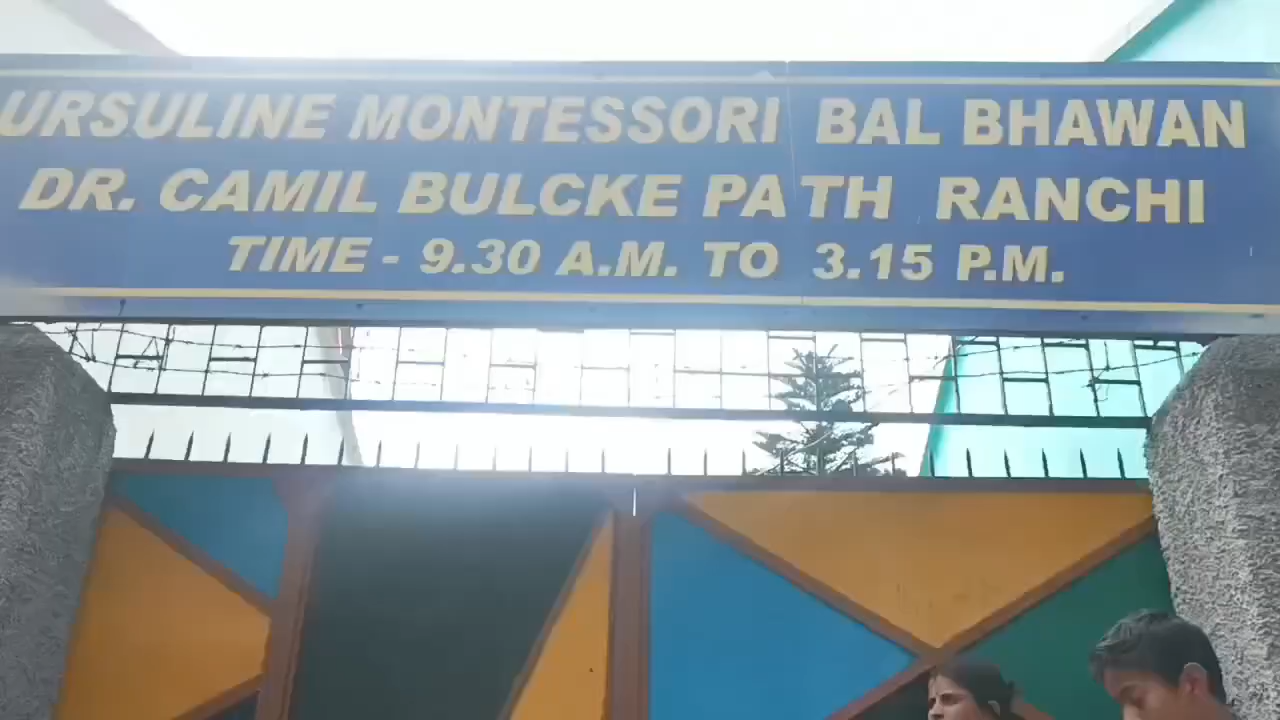 URSULINE MONTESSORI BAL BHAWAN
DR. CAMIL BULCKE PATH RANCHI
TIME - 9.30 A.M. TO 3.15 P.M.